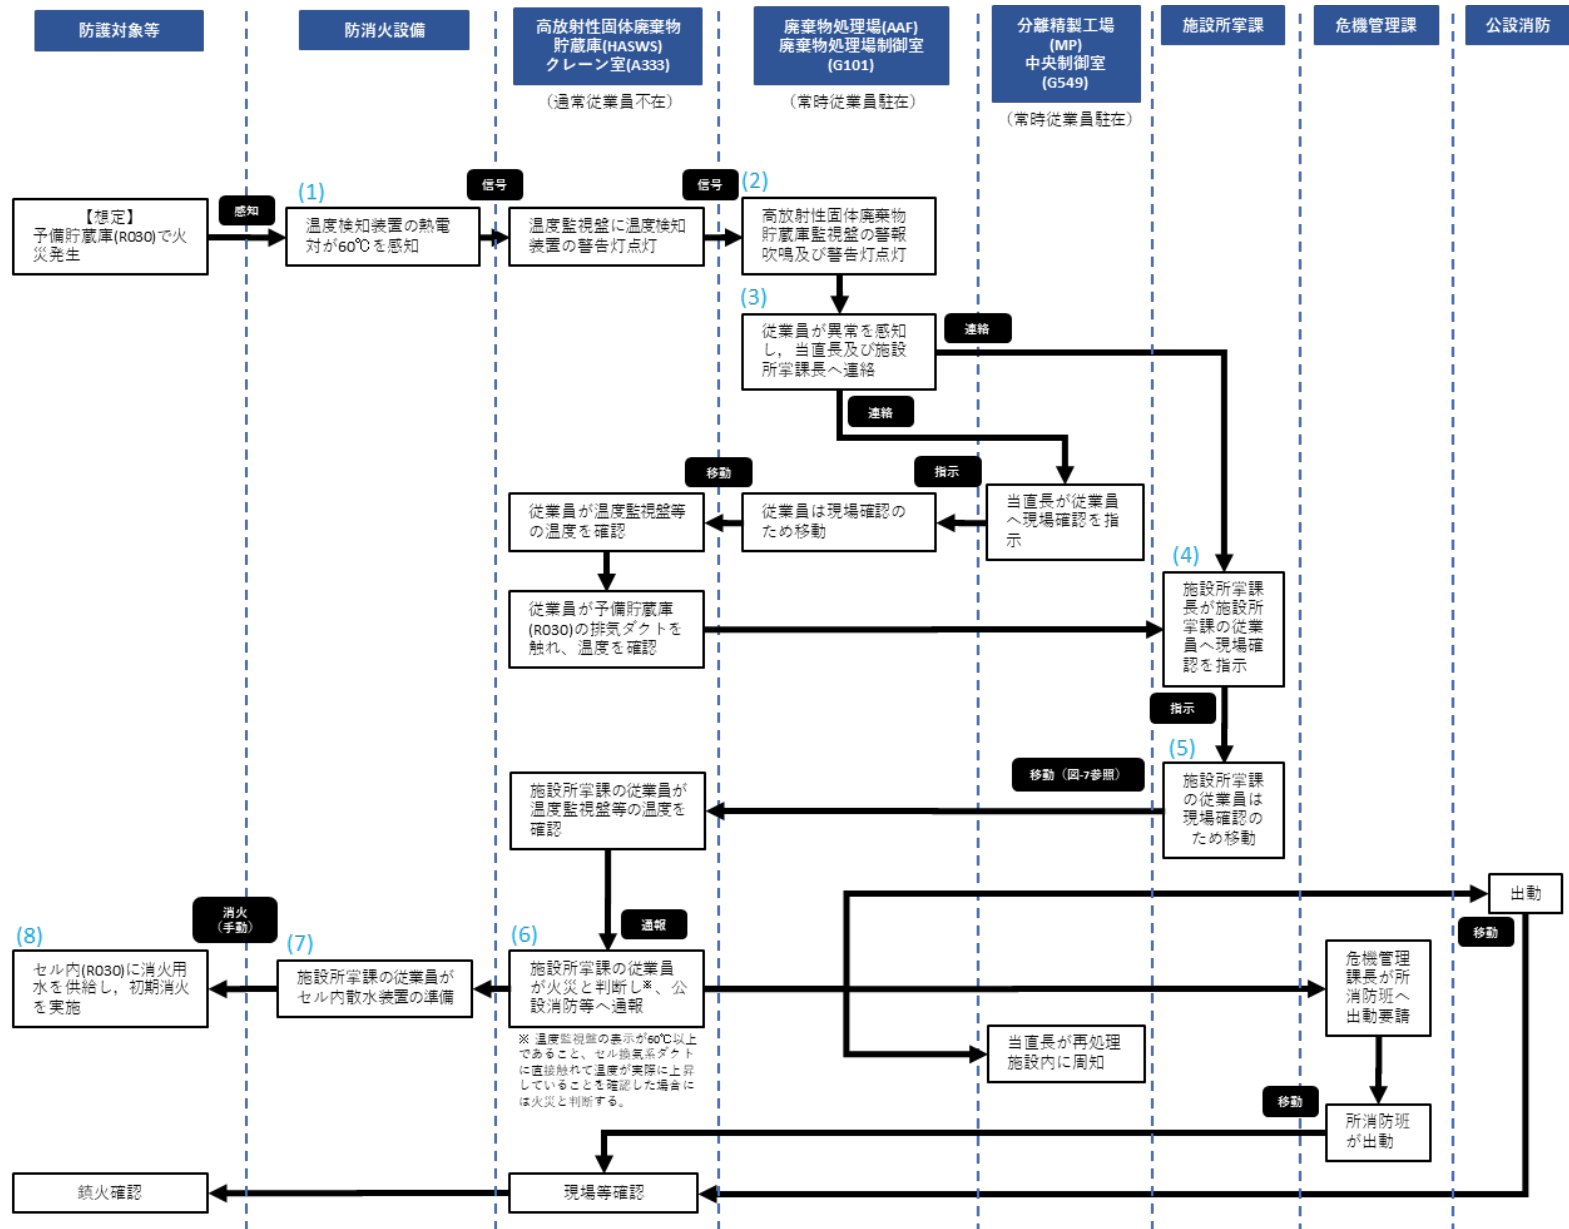 防護対象等
防消火設備
高放射性固体廃棄物
貯蔵庫(HASWS)
クレーン室(A333)
（通常従業員不在）
廃棄物処理場(AAF)
廃棄物処理場制御室
(G101)
（常時従業員駐在）
分離精製工場
(MP)
中央制御室
(G549)
（常時従業員駐在）
施設所掌課
危機管理課
公設消防
【想定】
予備貯蔵庫(R030)で火
災発生
感知
(1)
温度検知装置の熱電
対が60℃を感知
信号
温度監視盤に温度検知
装置の警告灯点灯
信号
(2)
高放射性固体廃棄物
貯蔵庫監視盤の警報
吹鳴及び警告灯点灯
(3)
従業員が異常を感知
し，当直長及び施設
所掌課長へ連絡
連絡
連絡
当直長が従業員
へ現場確認を指
示
指示
従業員は現場確認の
ため移動
移動
従業員が温度監視盤等
の温度を確認
従業員が予備貯蔵庫
(R030)の排気ダクトを
触れ、温度を確認
(4)
施設所掌課
長が施設所
掌課の従業
員へ現場確
認を指示
指示
(5)
施設所掌課
の従業員は
現場確認の
ため移動
移動（図-7参照）
施設所掌課の従業員が
温度監視盤等の温度を
確認
通報
(6)
施設所掌課の従業員
が火災と判断し※、公
設消防等へ通報
※ 温度監視盤の表示が60℃以上
であること、セル換気系ダクト
に直接触れて温度が実際に上昇
していることを確認した場合に
は火災と判断する。
(7)
施設所掌課の従業員が
セル内散水装置の準備
消火
（手動）
(8)
セル内(R030)に消火用
水を供給し，初期消火
を実施
出動
移動
危機管理
課長が所
消防班へ
出動要請
当直長が再処理
施設内に周知
移動
所消防班
が出動
現場等確認
鎮火確認